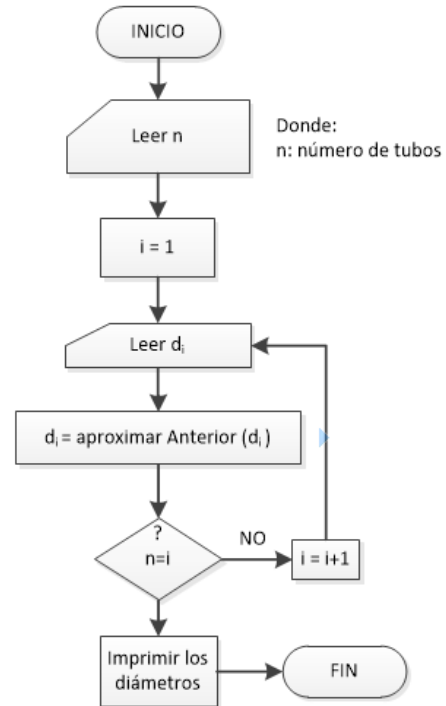 INICIO
Leer n
Donde:
n: número de tubos
i = 1
Leer dᵢ
dᵢ = aproximar Anterior (dᵢ)
?
n=i
NO
i = i+1
Imprimir los
diámetros
FIN